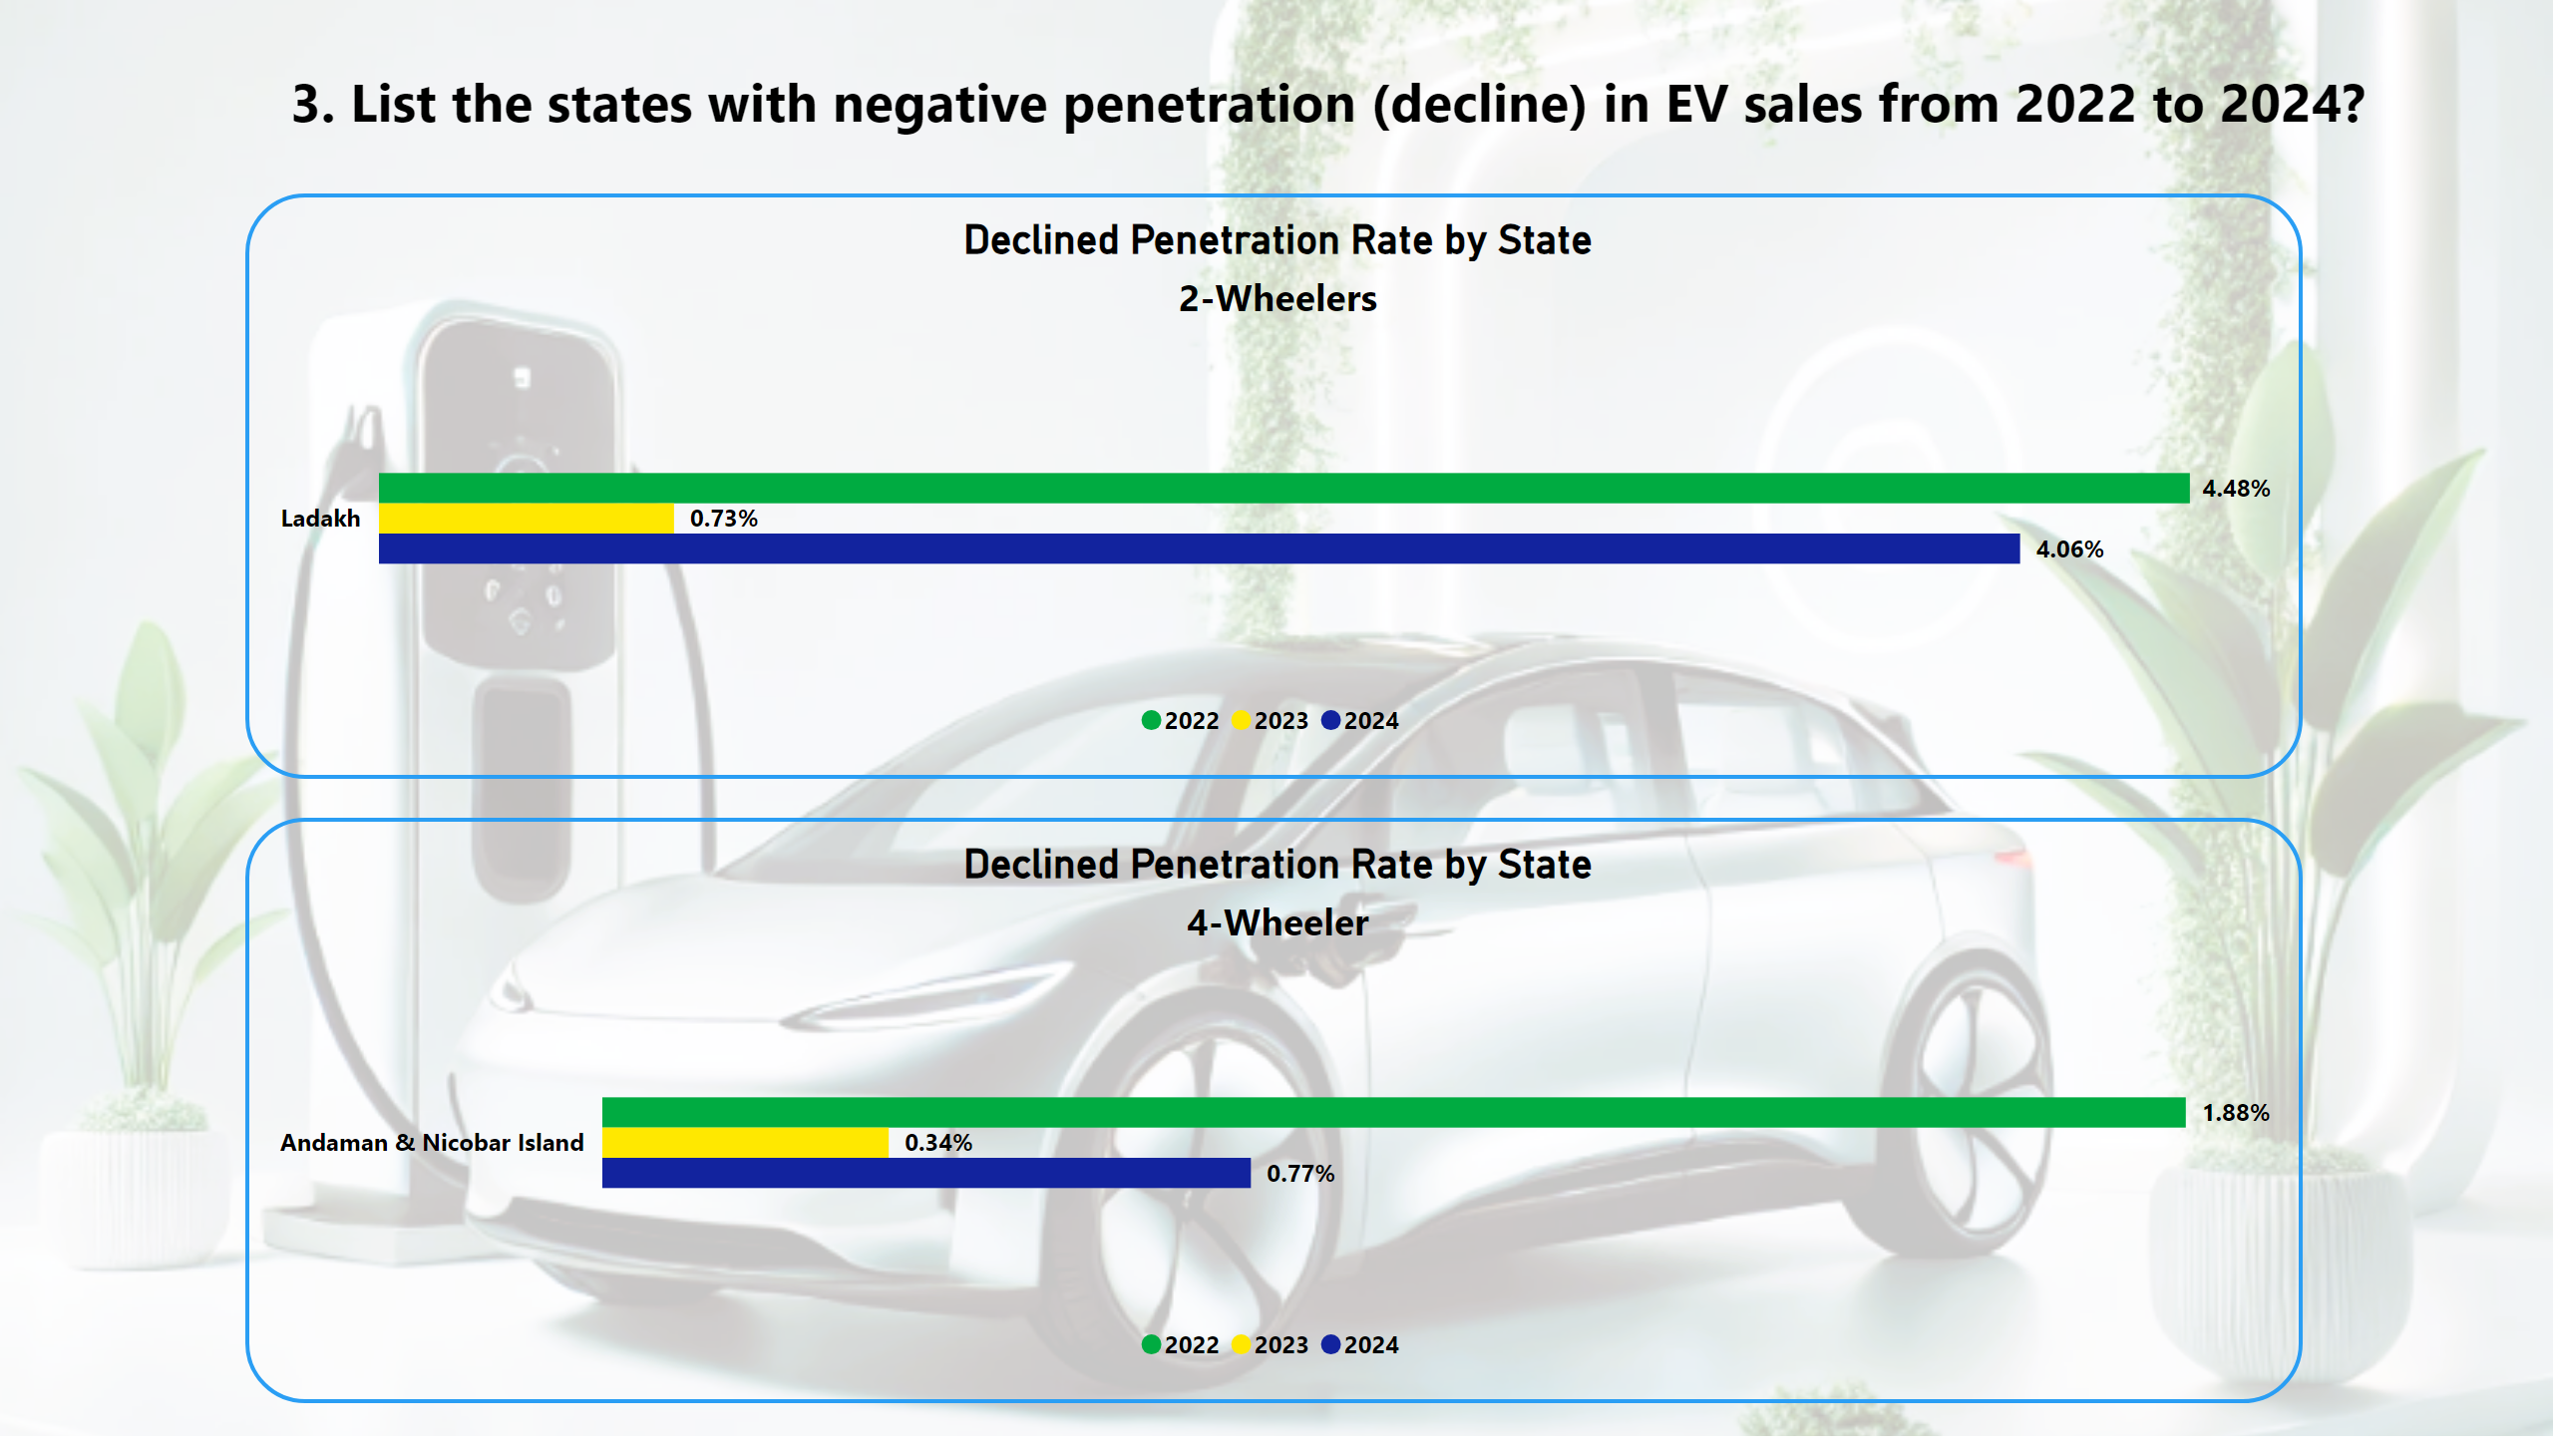 3. List the states with negative penetration (decline) in EV sales from 2022 to 2024?
Declined Penetration Rate by State
2-Wheelers
4.48%
Ladakh 0.73%
4.06%
2022 2023 2024
Declined Penetration Rate by State
4-Wheeler
1.88%
Andaman & Nicobar Island 0.34%
0.77%
2022 2023 2024